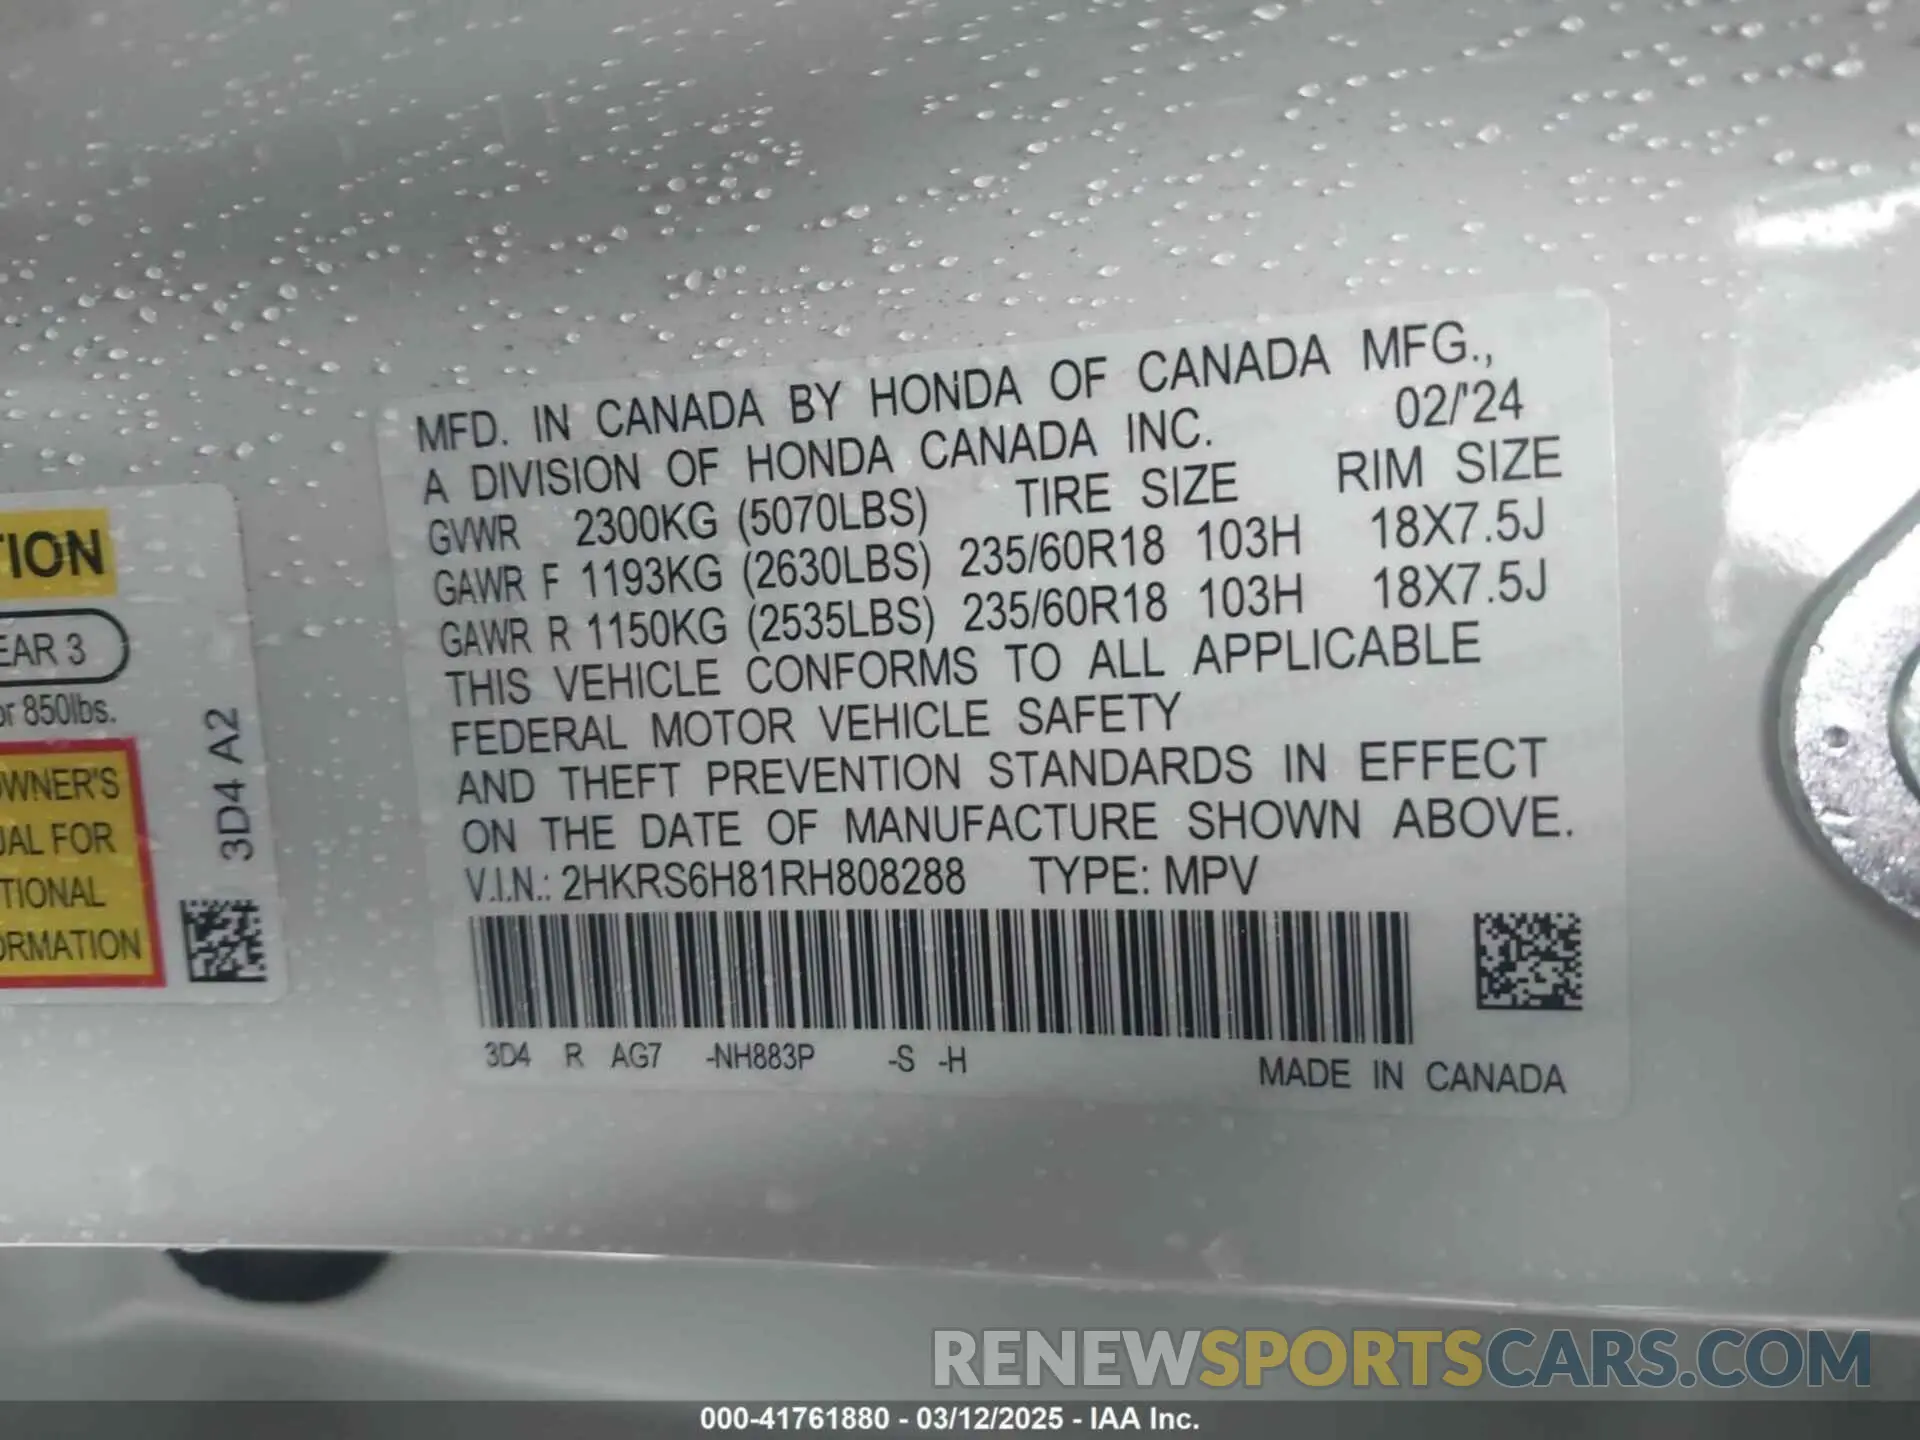 MFD. IN CANADA BY HONDA OF CANADA MFG.,
A DIVISION OF HONDA CANADA INC. 02/'24
GVWR 2300KG (5070LBS) TIRE SIZE RIM SIZE
GAWR F 1193KG (2630LBS) 235/60R18 103H 18X7.5J
GAWR R 1150KG (2535LBS) 235/60R18 103H 18X7.5J
THIS VEHICLE CONFORMS TO ALL APPLICABLE
FEDERAL MOTOR VEHICLE SAFETY
AND THEFT PREVENTION STANDARDS IN EFFECT
ON THE DATE OF MANUFACTURE SHOWN ABOVE.
V.I.N.: 2HKRS6H81RH808288 TYPE: MPV
3D4 R AG7 -NH883P -S -H
MADE IN CANADA
TION
EAR 3
or 850lbs.
OWNER'S
UAL FOR
TIONAL
ORMATION
3D4 A2
RENEWSPORTSCARS.COM
000-41761880 - 03/12/2025 - IAA Inc.